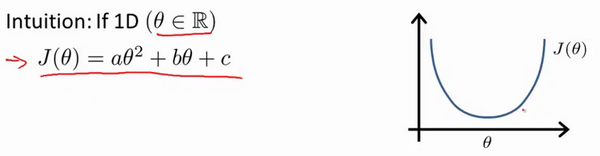 Intuition: If 1D (θ ∈ ℝ)
→ J(θ) = aθ² + bθ + c
J(θ)
θ